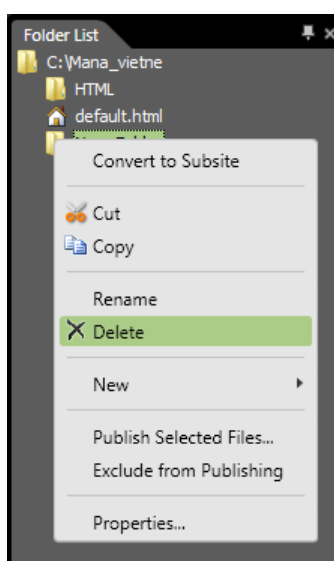 Folder List
C:\Mana_vietne
HTML
default.html
Convert to Subsite
Cut
Copy
Rename
Delete
New
Publish Selected Files...
Exclude from Publishing
Properties...